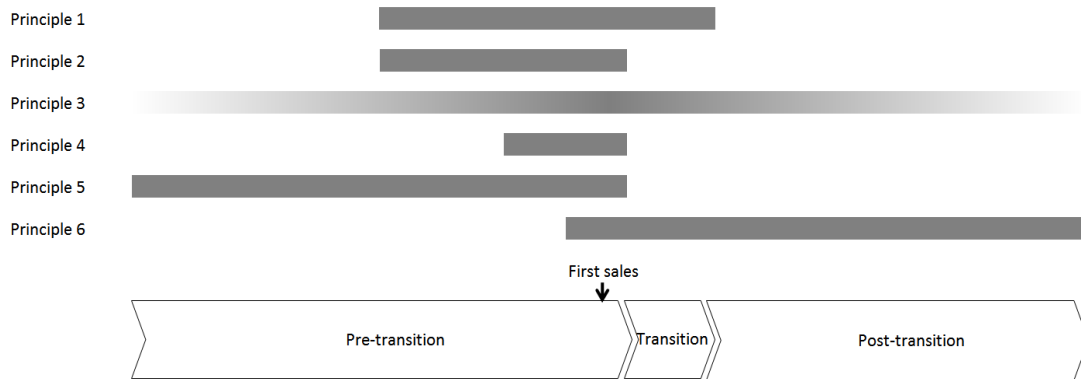 Principle 1
Principle 2
Principle 3
Principle 4
Principle 5
Principle 6
First sales
Pre-transition
Transition
Post-transition